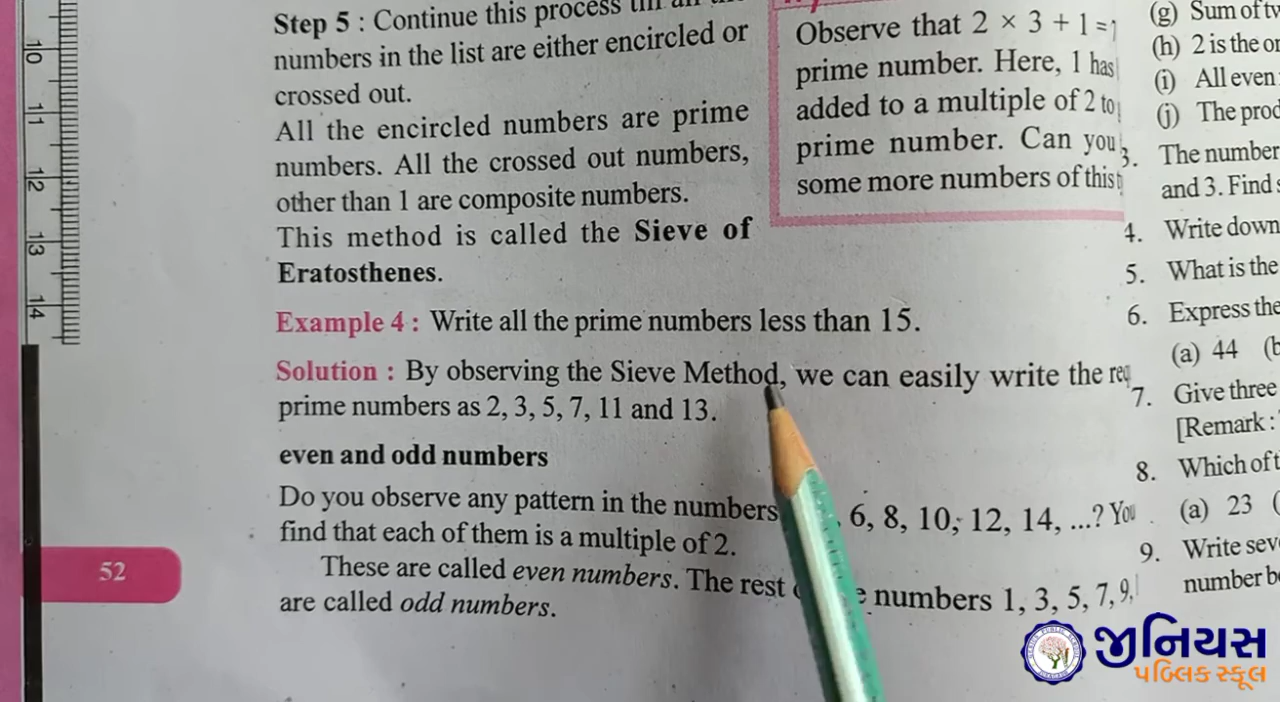 10
11
12
13
14
Step 5 : Continue this process
numbers in the list are either encircled or
crossed out.
All the encircled numbers are prime
numbers. All the crossed out numbers,
other than 1 are composite numbers.
This method is called the Sieve of
Eratosthenes.
Observe that 2 × 3 + 1 =
prime number. Here, 1 has
added to a multiple of 2 to
prime number. Can you
some more numbers of this
Example 4 : Write all the prime numbers less than 15.
Solution : By observing the Sieve Method, we can easily write the
prime numbers as 2, 3, 5, 7, 11 and 13.
even and odd numbers
Do you observe any pattern in the numbers 6, 8, 10, 12, 14, ...? You
find that each of them is a multiple of 2.
These are called even numbers. The rest numbers 1, 3, 5, 7, 9,
are called odd numbers.
52
(g) Sum of
(h) 2 is the
(i) All even
(j) The
3. The number
and 3. Find
4. Write down
5. What is the
6. Express the
(a) 44
7. Give three
[Remark :
8. Which of
(a) 23
9. Write
number
જીનિયસ
પબ્લિક સ્કૂલ